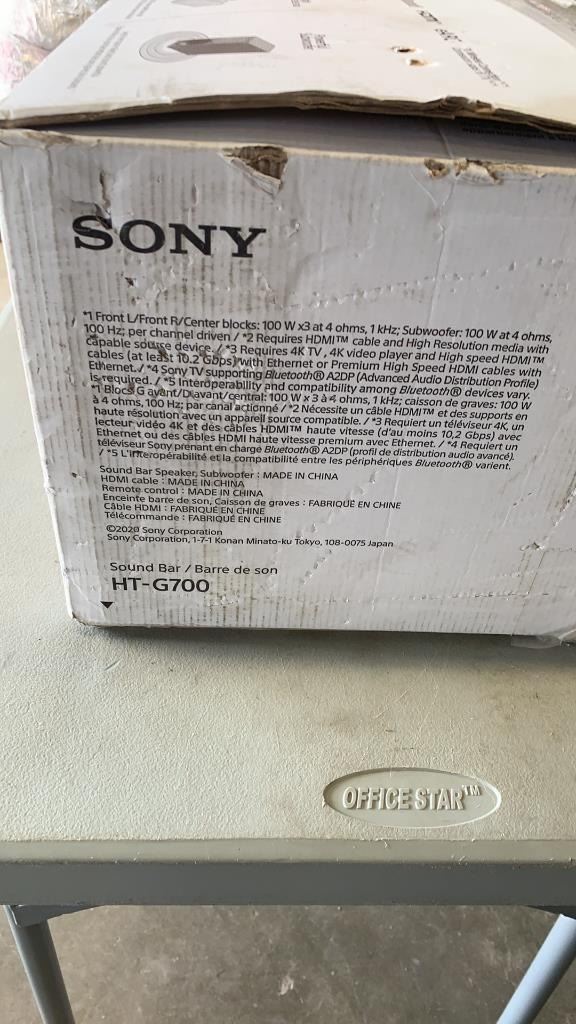 SONY
*1 Front L/Front R/Center blocks: 100 W x3 at 4 ohms, 1 kHz; Subwoofer: 100 W at 4 ohms,
100 Hz; per channel driven / *2 Requires HDMI™ cable and High Resolution media with
capable source device. / *3 Requires 4K TV, 4K video player and High speed HDMI™
cables (at least 10.2 Gbps) with Ethernet or Premium High Speed HDMI cables with
Ethernet. / *4 Sony TV supporting Bluetooth® A2DP (Advanced Audio Distribution Profile)
is required. / *5 Interoperability and compatibility among Bluetooth® devices vary.
*1 Blocs G avant/D avant/central: 100 W x 3 à 4 ohms, 1 kHz; caisson de graves: 100 W
à 4 ohms, 100 Hz; par canal actionné / *2 Nécessite un câble HDMI™ et des supports en
haute résolution avec un appareil source compatible. / *3 Requiert un téléviseur 4K, un
lecteur vidéo 4K et des câbles HDMI™ haute vitesse (d'au moins 10,2 Gbps) avec
Ethernet ou des câbles HDMI haute vitesse premium avec Ethernet. / *4 Requiert un
téléviseur Sony prenant en charge Bluetooth® A2DP (profil de distribution audio avancé).
/ *5 L'interopérabilité et la compatibilité entre les périphériques Bluetooth® varient.
Sound Bar Speaker, Subwoofer : MADE IN CHINA
HDMI cable : MADE IN CHINA
Remote control : MADE IN CHINA
Enceinte barre de son, Caisson de graves : FABRIQUÉ EN CHINE
Câble HDMI : FABRIQUÉ EN CHINE
Télécommande : FABRIQUÉ EN CHINE
©2020 Sony Corporation
Sony Corporation, 1-7-1 Konan Minato-ku Tokyo, 108-0075 Japan
Sound Bar / Barre de son
HT-G700
OFFICE STAR™